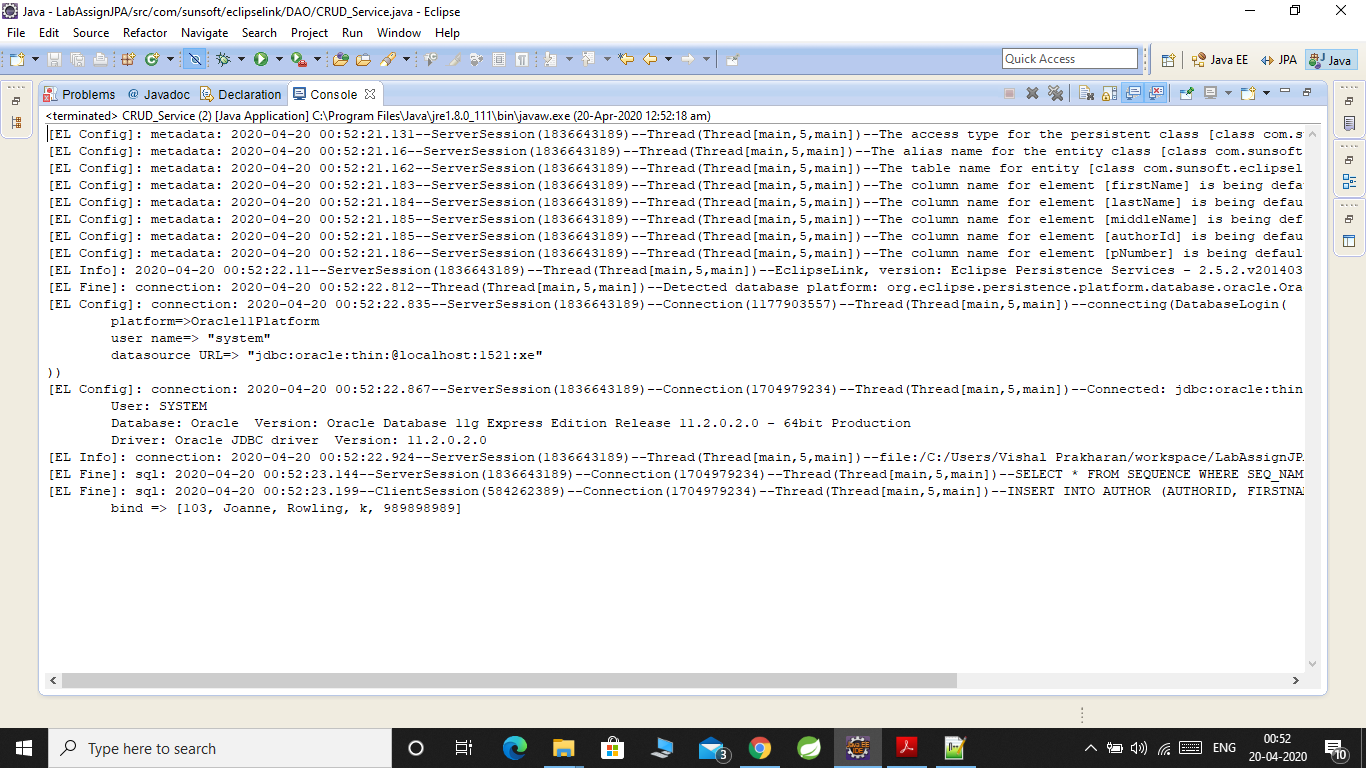 Java - LabAssignJPA/src/com/sunsoft/eclipselink/DAO/CRUD_Service.java - Eclipse
File Edit Source Refactor Navigate Search Project Run Window Help
Quick Access
Java EE
JPA
Java
Problems
@ Javadoc
Declaration
Console
<terminated> CRUD_Service (2) [Java Application] C:\Program Files\Java\jre1.8.0_111\bin\javaw.exe (20-Apr-2020 12:52:18 am)
[EL Config]: metadata: 2020-04-20 00:52:21.131--ServerSession(1836643189)--Thread(Thread[main,5,main])--The access type for the persistent class [class com.s
[EL Config]: metadata: 2020-04-20 00:52:21.16--ServerSession(1836643189)--Thread(Thread[main,5,main])--The alias name for the entity class [class com.sunsoft
[EL Config]: metadata: 2020-04-20 00:52:21.162--ServerSession(1836643189)--Thread(Thread[main,5,main])--The table name for entity [class com.sunsoft.eclipsel
[EL Config]: metadata: 2020-04-20 00:52:21.183--ServerSession(1836643189)--Thread(Thread[main,5,main])--The column name for element [firstName] is being defa
[EL Config]: metadata: 2020-04-20 00:52:21.184--ServerSession(1836643189)--Thread(Thread[main,5,main])--The column name for element [lastName] is being defau
[EL Config]: metadata: 2020-04-20 00:52:21.185--ServerSession(1836643189)--Thread(Thread[main,5,main])--The column name for element [middleName] is being def
[EL Config]: metadata: 2020-04-20 00:52:21.185--ServerSession(1836643189)--Thread(Thread[main,5,main])--The column name for element [authorId] is being defau
[EL Config]: metadata: 2020-04-20 00:52:21.186--ServerSession(1836643189)--Thread(Thread[main,5,main])--The column name for element [pNumber] is being defaul
[EL Info]: 2020-04-20 00:52:22.11--ServerSession(1836643189)--Thread(Thread[main,5,main])--EclipseLink, version: Eclipse Persistence Services - 2.5.2.v201403
[EL Fine]: connection: 2020-04-20 00:52:22.812--Thread(Thread[main,5,main])--Detected database platform: org.eclipse.persistence.platform.database.oracle.Ora
[EL Config]: connection: 2020-04-20 00:52:22.835--ServerSession(1836643189)--Connection(1177903557)--Thread(Thread[main,5,main])--connecting(DatabaseLogin(
platform=>Oracle11Platform
user name=> "system"
datasource URL=> "jdbc:oracle:thin:@localhost:1521:xe"
))
[EL Config]: connection: 2020-04-20 00:52:22.867--ServerSession(1836643189)--Connection(1704979234)--Thread(Thread[main,5,main])--Connected: jdbc:oracle:thin
User: SYSTEM
Database: Oracle  Version: Oracle Database 11g Express Edition Release 11.2.0.2.0 - 64bit Production
Driver: Oracle JDBC driver  Version: 11.2.0.2.0
[EL Info]: connection: 2020-04-20 00:52:22.924--ServerSession(1836643189)--Thread(Thread[main,5,main])--file:/C:/Users/Vishal Prakharan/workspace/LabAssignJP
[EL Fine]: sql: 2020-04-20 00:52:23.144--ServerSession(1836643189)--Connection(1704979234)--Thread(Thread[main,5,main])--SELECT * FROM SEQUENCE WHERE SEQ_NAM
[EL Fine]: sql: 2020-04-20 00:52:23.199--ClientSession(584262389)--Connection(1704979234)--Thread(Thread[main,5,main])--INSERT INTO AUTHOR (AUTHORID, FIRSTNA
bind => [103, Joanne, Rowling, k, 989898989]
Type here to search
3
ENG
00:52
20-04-2020
10